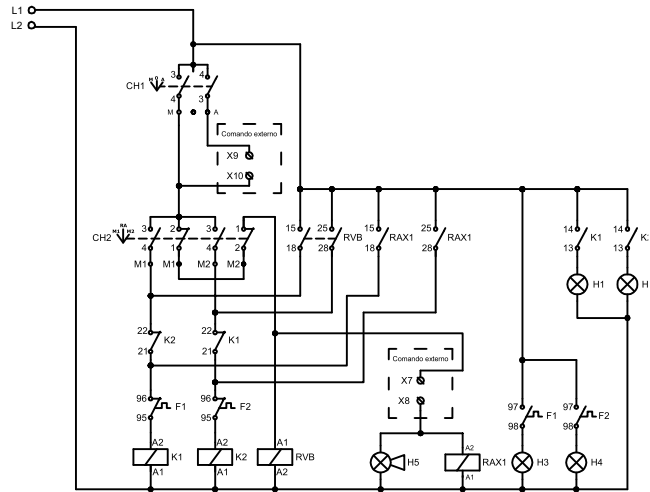 L1
L2
3 4
CH1 M 0 A
4 3
M A
Comando externo
X9
X10
RA
M1 M2
CH2
3 2 3 1
4 1 4 2
M1 M1 M2 M2
15 25 RVB
18 28
15 RAX1
18
25 RAX1
28
14 K1
13
14
13
H1
H
22 K2
21
22 K1
21
Comando externo
X7
X8
96 F1
95
96 F2
95
97 F1
98
97 F2
98
A2 K1
A1
A2 K2
A1
A1 RVB
A2
H5
A2 RAX1
A1
H3
H4